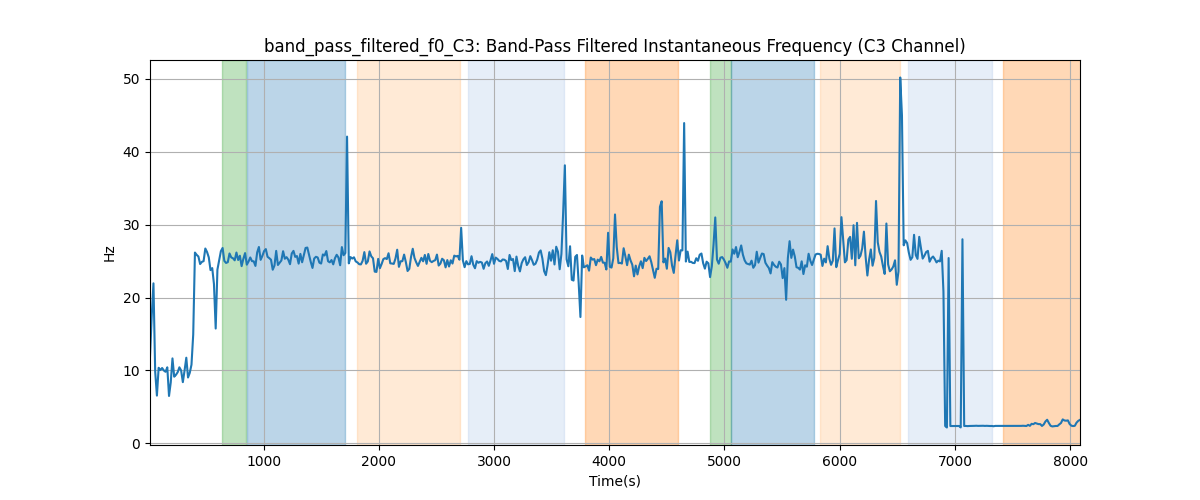 band_pass_filtered_f0_C3: Band-Pass Filtered Instantaneous Frequency (C3 Channel)
50
40
30
20
10
0
Hz
1000 2000 3000 4000 5000 6000 7000 8000
Time(s)